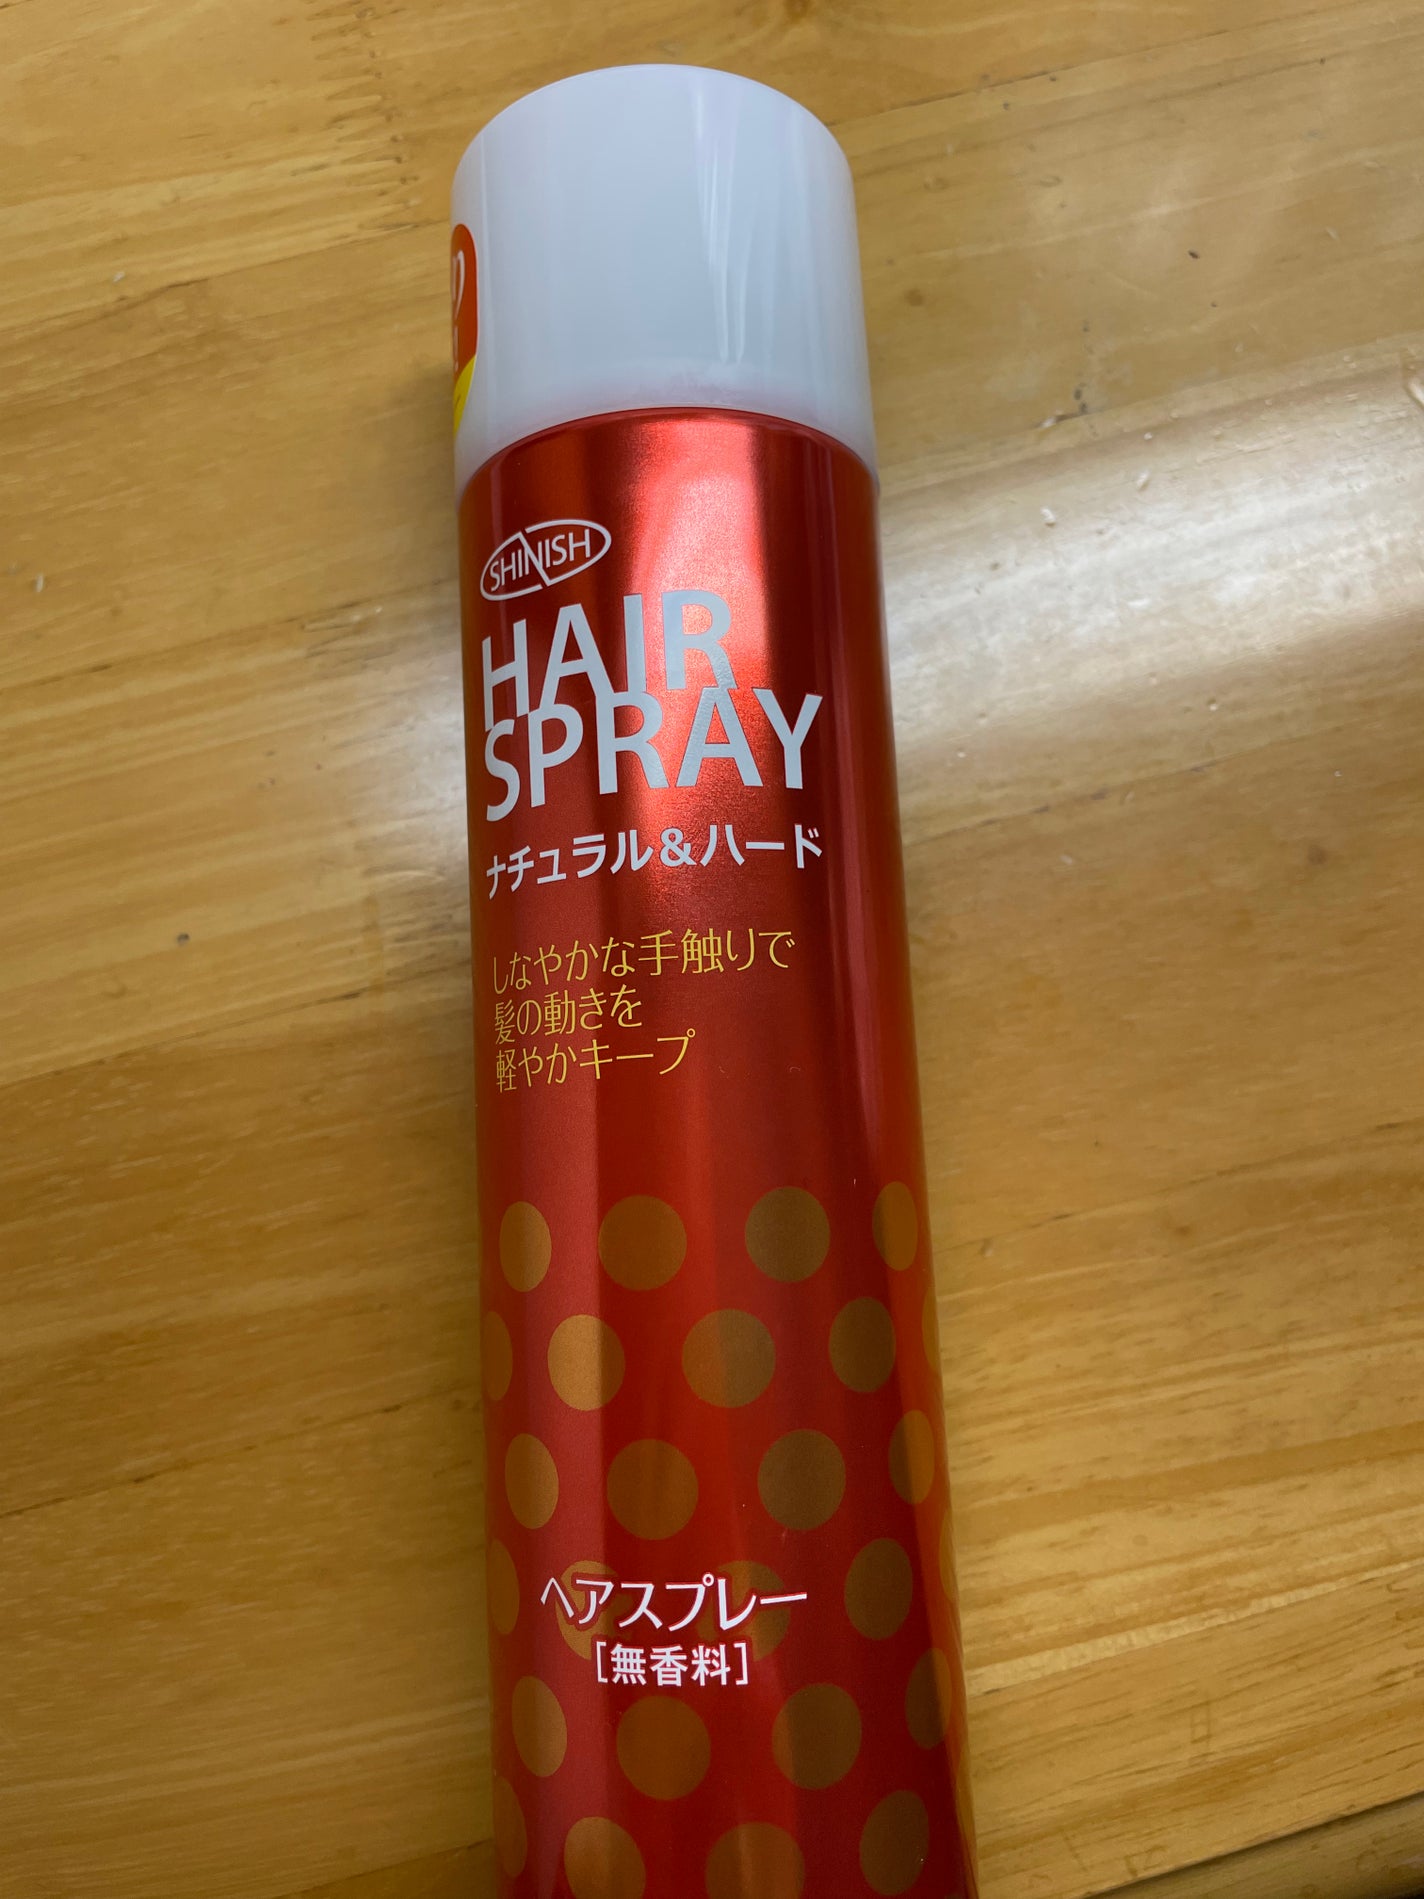 SHINISH
HAIR
SPRAY
ナチュラル&ハード
しなやかな手触りで
髪の動きを
軽やかキープ
ヘアスプレー
[無香料]